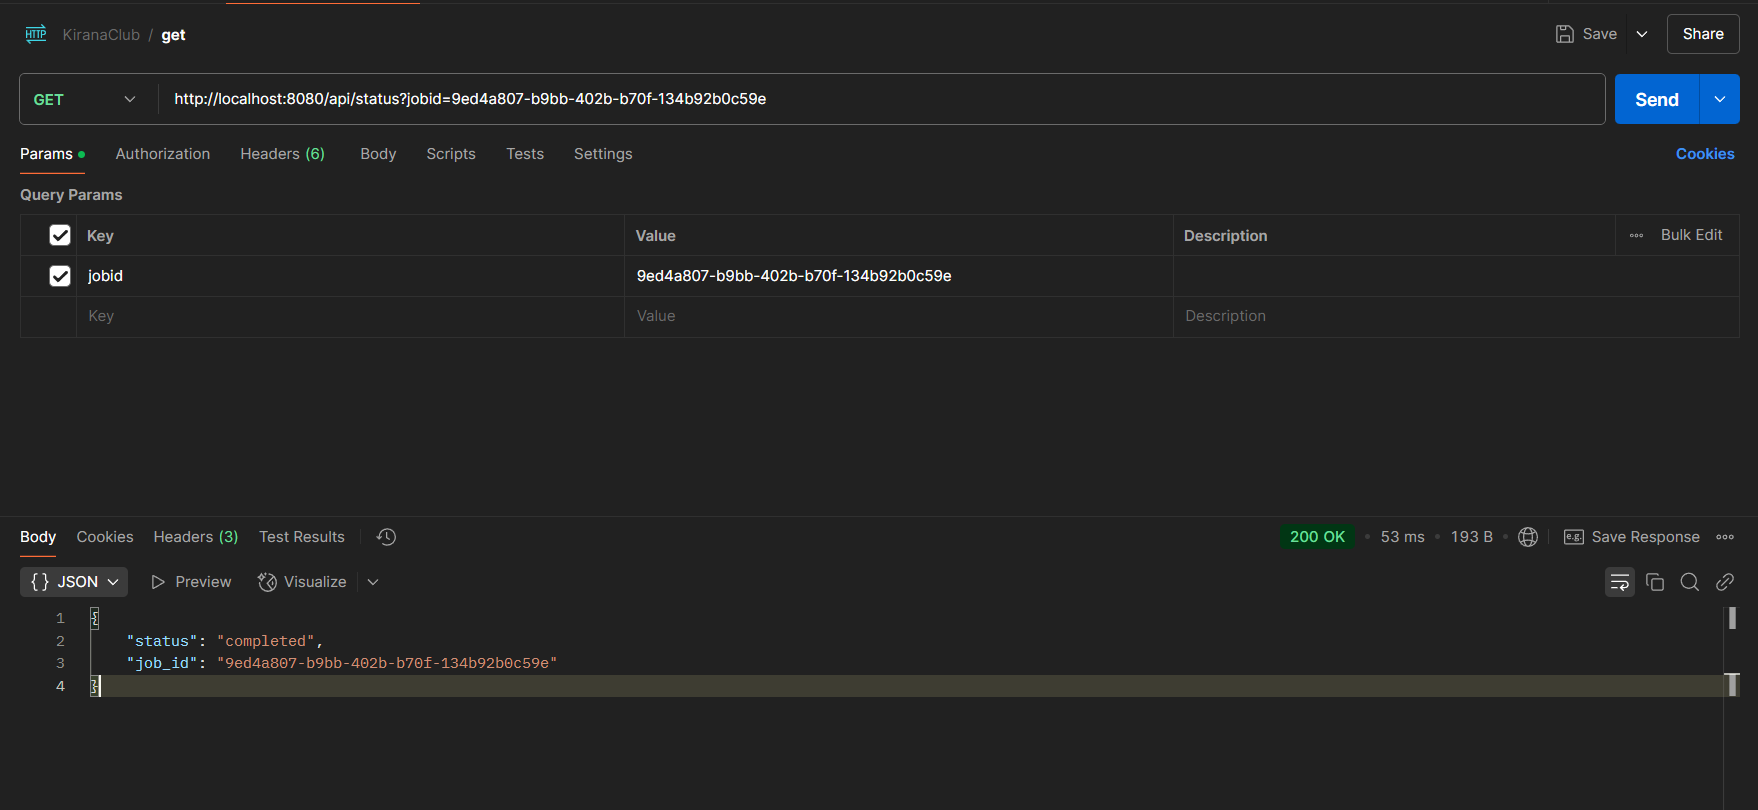 HTTP KiranaClub / get Save Share
GET http://localhost:8080/api/status?jobid=9ed4a807-b9bb-402b-b70f-134b92b0c59e Send
Params Authorization Headers (6) Body Scripts Tests Settings Cookies
Query Params
Key Value Description Bulk Edit
jobid 9ed4a807-b9bb-402b-b70f-134b92b0c59e
Key Value Description
Body Cookies Headers (3) Test Results 200 OK • 53 ms • 193 B • e.g. Save Response
{} JSON Preview Visualize
1 {
2 "status": "completed",
3 "job_id": "9ed4a807-b9bb-402b-b70f-134b92b0c59e"
4 }